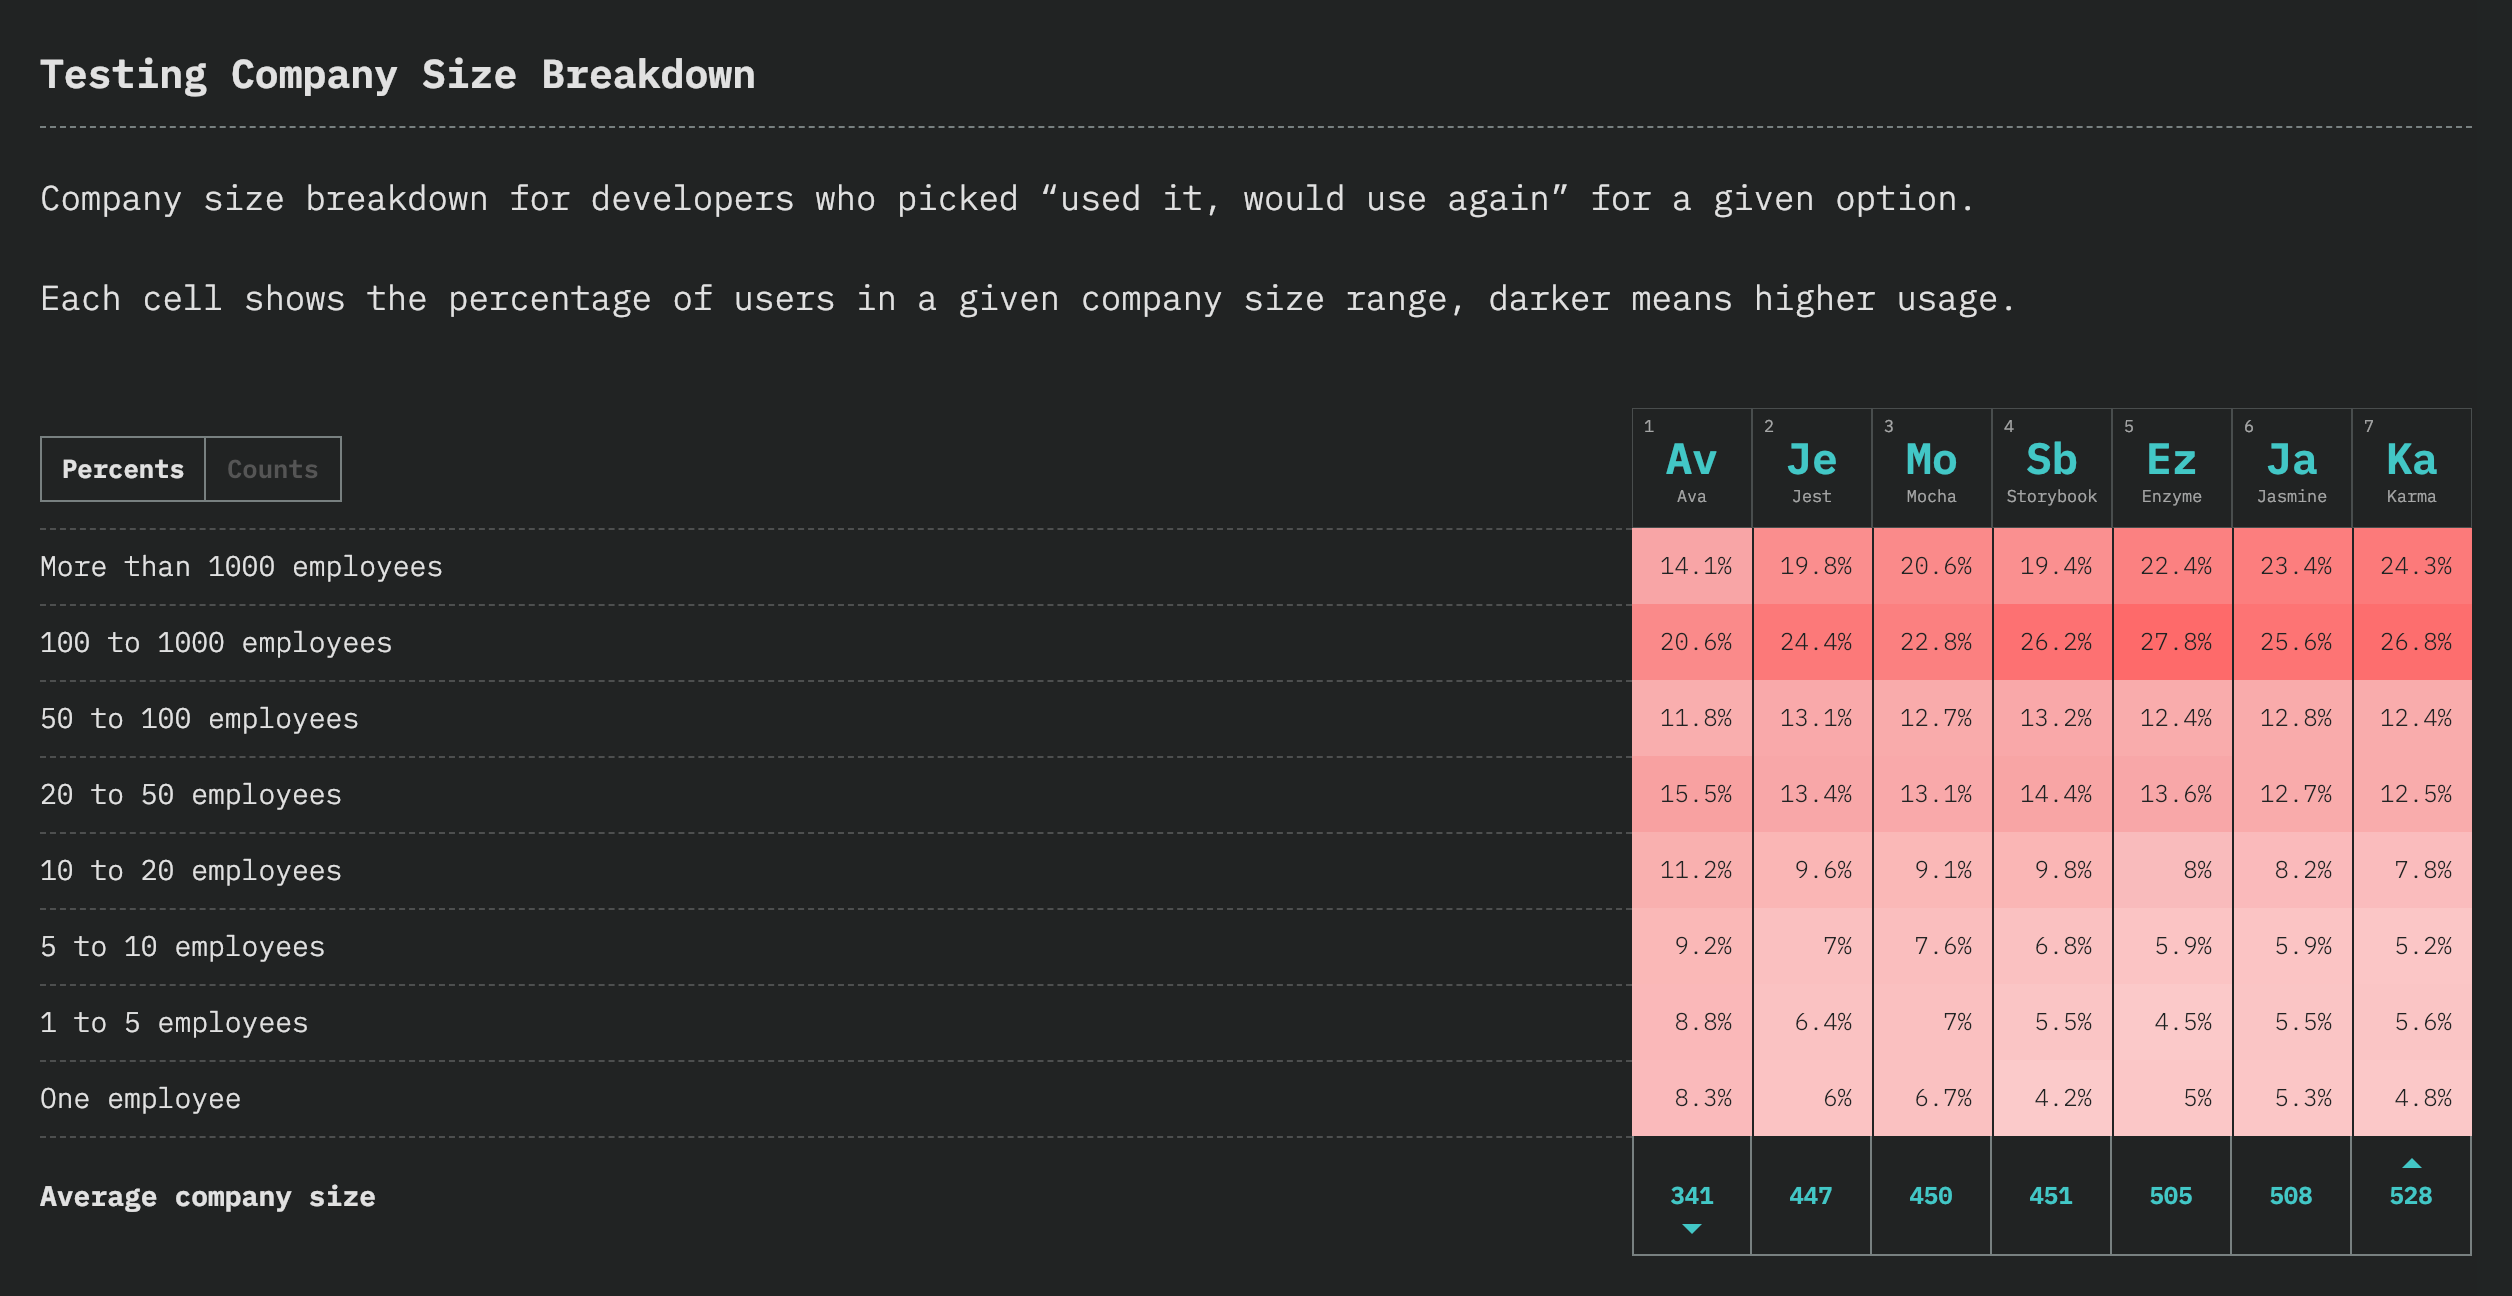 Testing Company Size Breakdown
Company size breakdown for developers who picked “used it, would use again” for a given option.
Each cell shows the percentage of users in a given company size range, darker means higher usage.
Percents Counts
1 2 3 4 5 6 7
Av Je Mo Sb Ez Ja Ka
Ava Jest Mocha Storybook Enzyme Jasmine Karma
More than 1000 employees 14.1% 19.8% 20.6% 19.4% 22.4% 23.4% 24.3%
100 to 1000 employees 20.6% 24.4% 22.8% 26.2% 27.8% 25.6% 26.8%
50 to 100 employees 11.8% 13.1% 12.7% 13.2% 12.4% 12.8% 12.4%
20 to 50 employees 15.5% 13.4% 13.1% 14.4% 13.6% 12.7% 12.5%
10 to 20 employees 11.2% 9.6% 9.1% 9.8% 8% 8.2% 7.8%
5 to 10 employees 9.2% 7% 7.6% 6.8% 5.9% 5.9% 5.2%
1 to 5 employees 8.8% 6.4% 7% 5.5% 4.5% 5.5% 5.6%
One employee 8.3% 6% 6.7% 4.2% 5% 5.3% 4.8%
Average company size 341 447 450 451 505 508 528